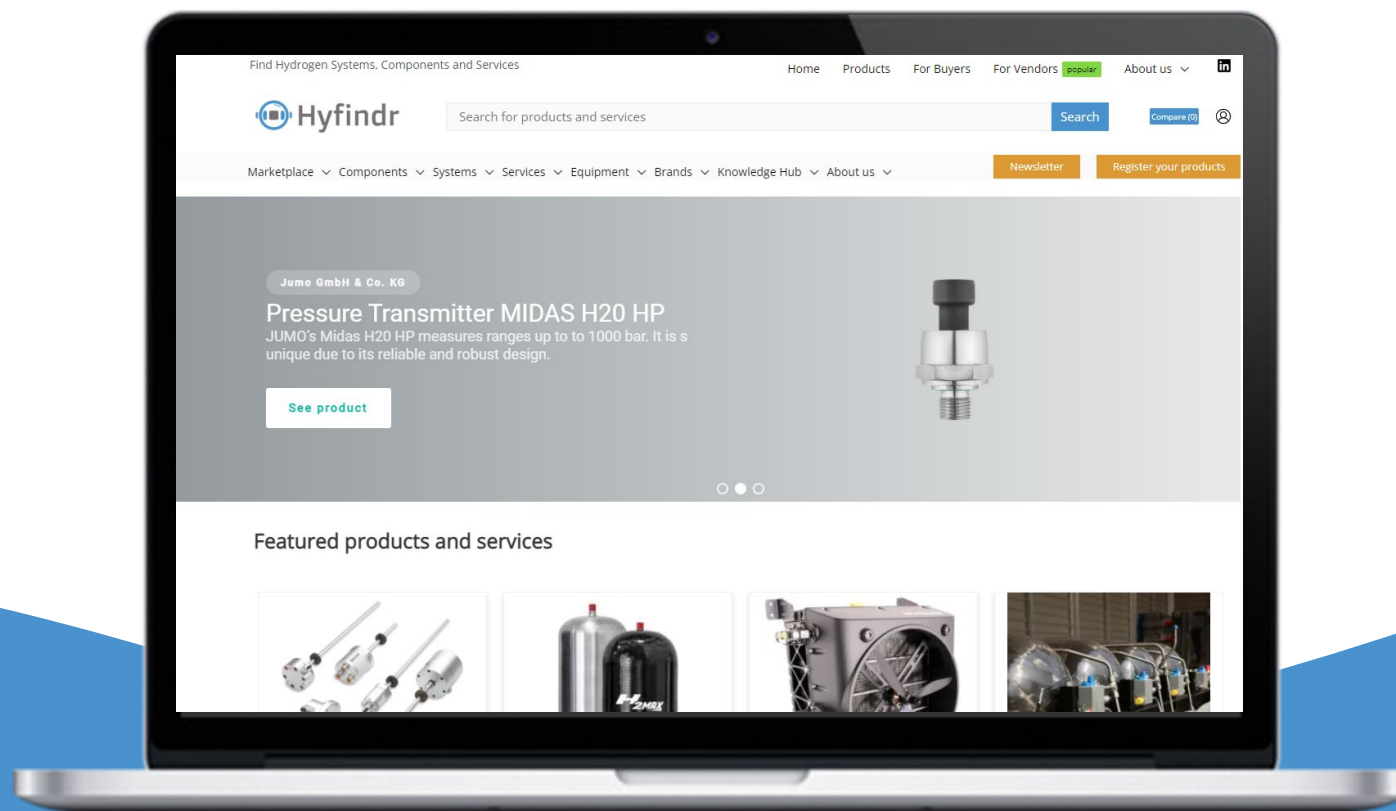 Find Hydrogen Systems, Components and Services
Home Products For Buyers For Vendors popular About us
in
Hyfindr
Search for products and services
Search
Compare (0)
Marketplace Components Systems Services Equipment Brands Knowledge Hub About us
Newsletter
Register your products
Jumo GmbH & Co. KG
Pressure Transmitter MIDAS H20 HP
JUMO's Midas H20 HP measures ranges up to to 1000 bar. It is s
unique due to its reliable and robust design.
See product
Featured products and services
H2MAX